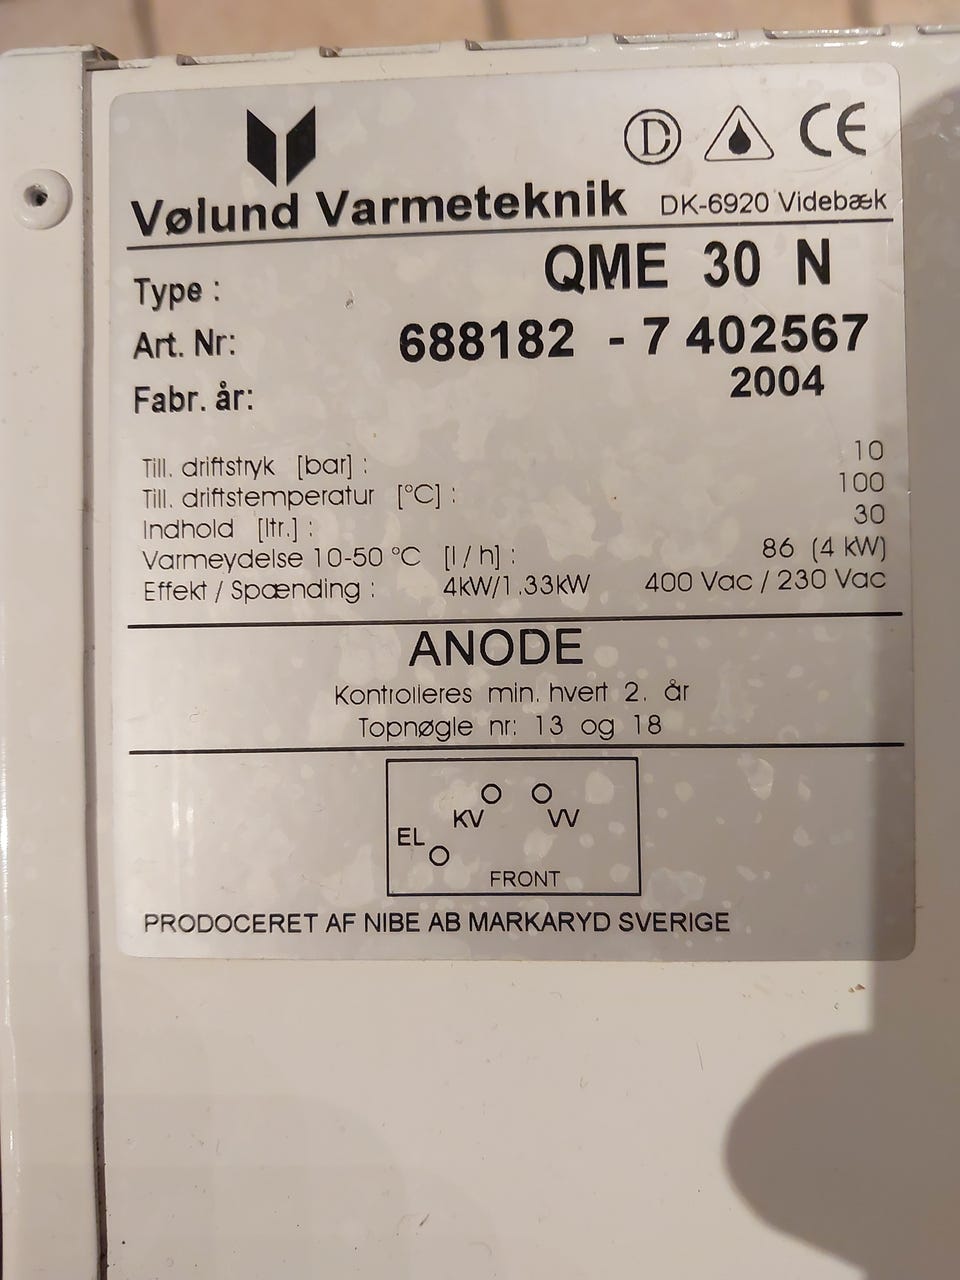 Vølund Varmeteknik DK-6920 Videbæk
D CE
Type : QME 30 N
Art. Nr: 688182 - 7 402567
Fabr. år: 2004
Till. driftstryk [bar] : 10
Till. driftstemperatur [°C] : 100
Indhold [ltr.] : 30
Varmeydelse 10-50 °C [l / h] : 86 (4 kW)
Effekt / Spænding : 4kW/1.33kW 400 Vac / 230 Vac
ANODE
Kontrolleres min. hvert 2. år
Topnøgle nr: 13 og 18
KV VV
EL
FRONT
PRODOCERET AF NIBE AB MARKARYD SVERIGE